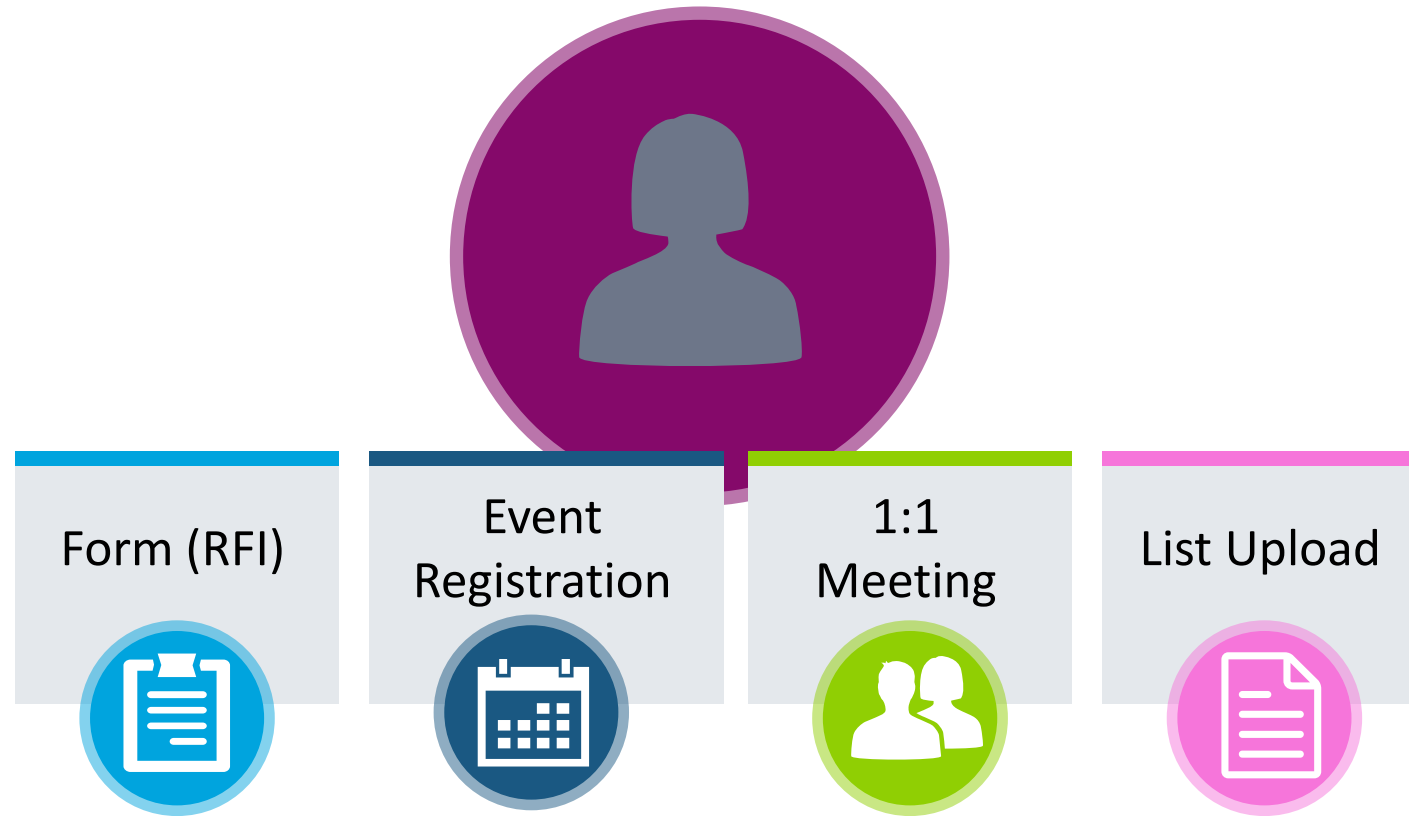 Form (RFI)
Event
Registration
1:1
Meeting
List Upload